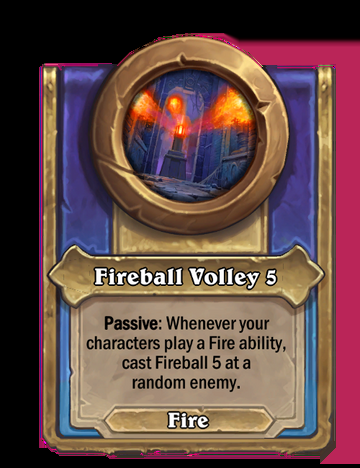 Fireball Volley 5
Passive: Whenever your
characters play a Fire ability,
cast Fireball 5 at a
random enemy.
Fire